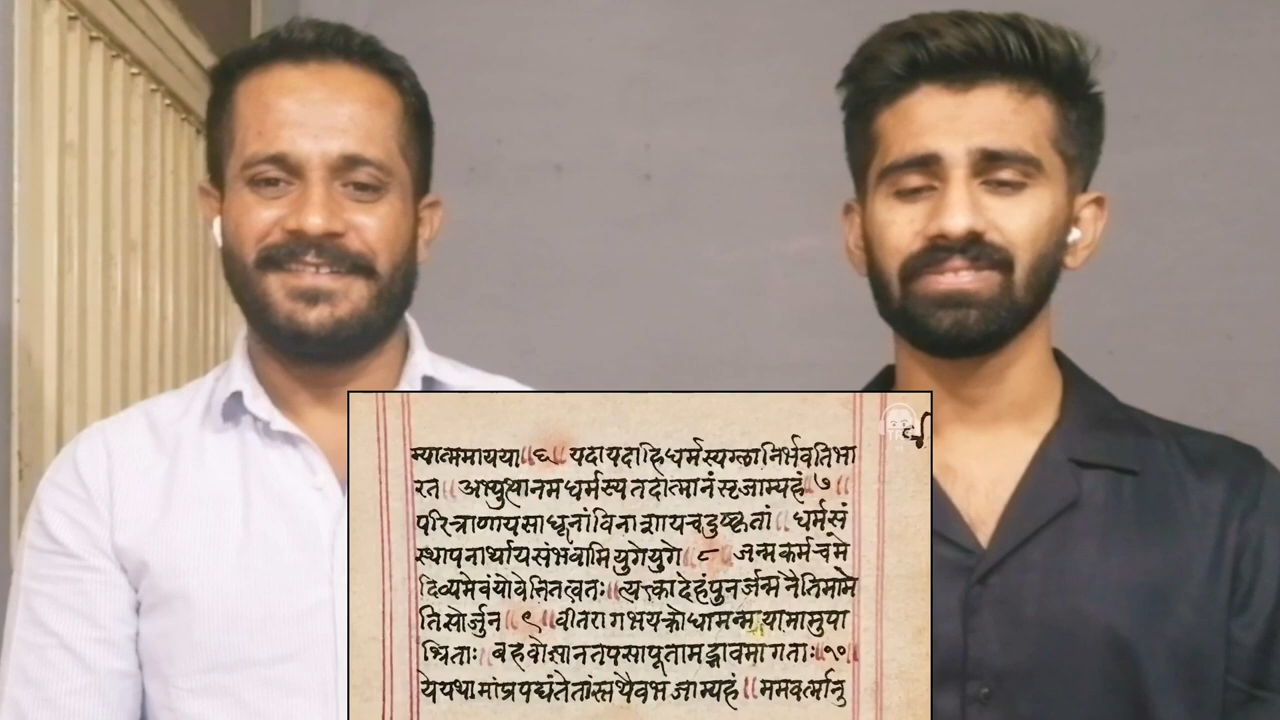 म्यात्ममायया॥६॥यदायदाहिधर्मस्यग्लानिर्भवतिभा
रत॥अभ्युत्थानमधर्मस्यतदात्मानंसृजाम्यहं॥७॥
परित्राणायसाधूनांविनाशायचदुष्कृतां॥धर्मसं
स्थापनार्थायसंभवामियुगेयुगे॥८॥जन्मकर्मचमे
दिव्यमेवंयोवेत्तितत्वतः॥त्यक्त्कादेहंपुनर्जन्मनैतिमामे
तिसोर्जुन॥९॥वीतरागभयक्रोधामन्मयामामुपा
श्रिताः॥बहवोज्ञानतपसापूतामद्भावमागताः॥१०॥
येयथामांप्रपद्यंतेतांस्तथैवभजाम्यहं॥ममवर्त्मानु